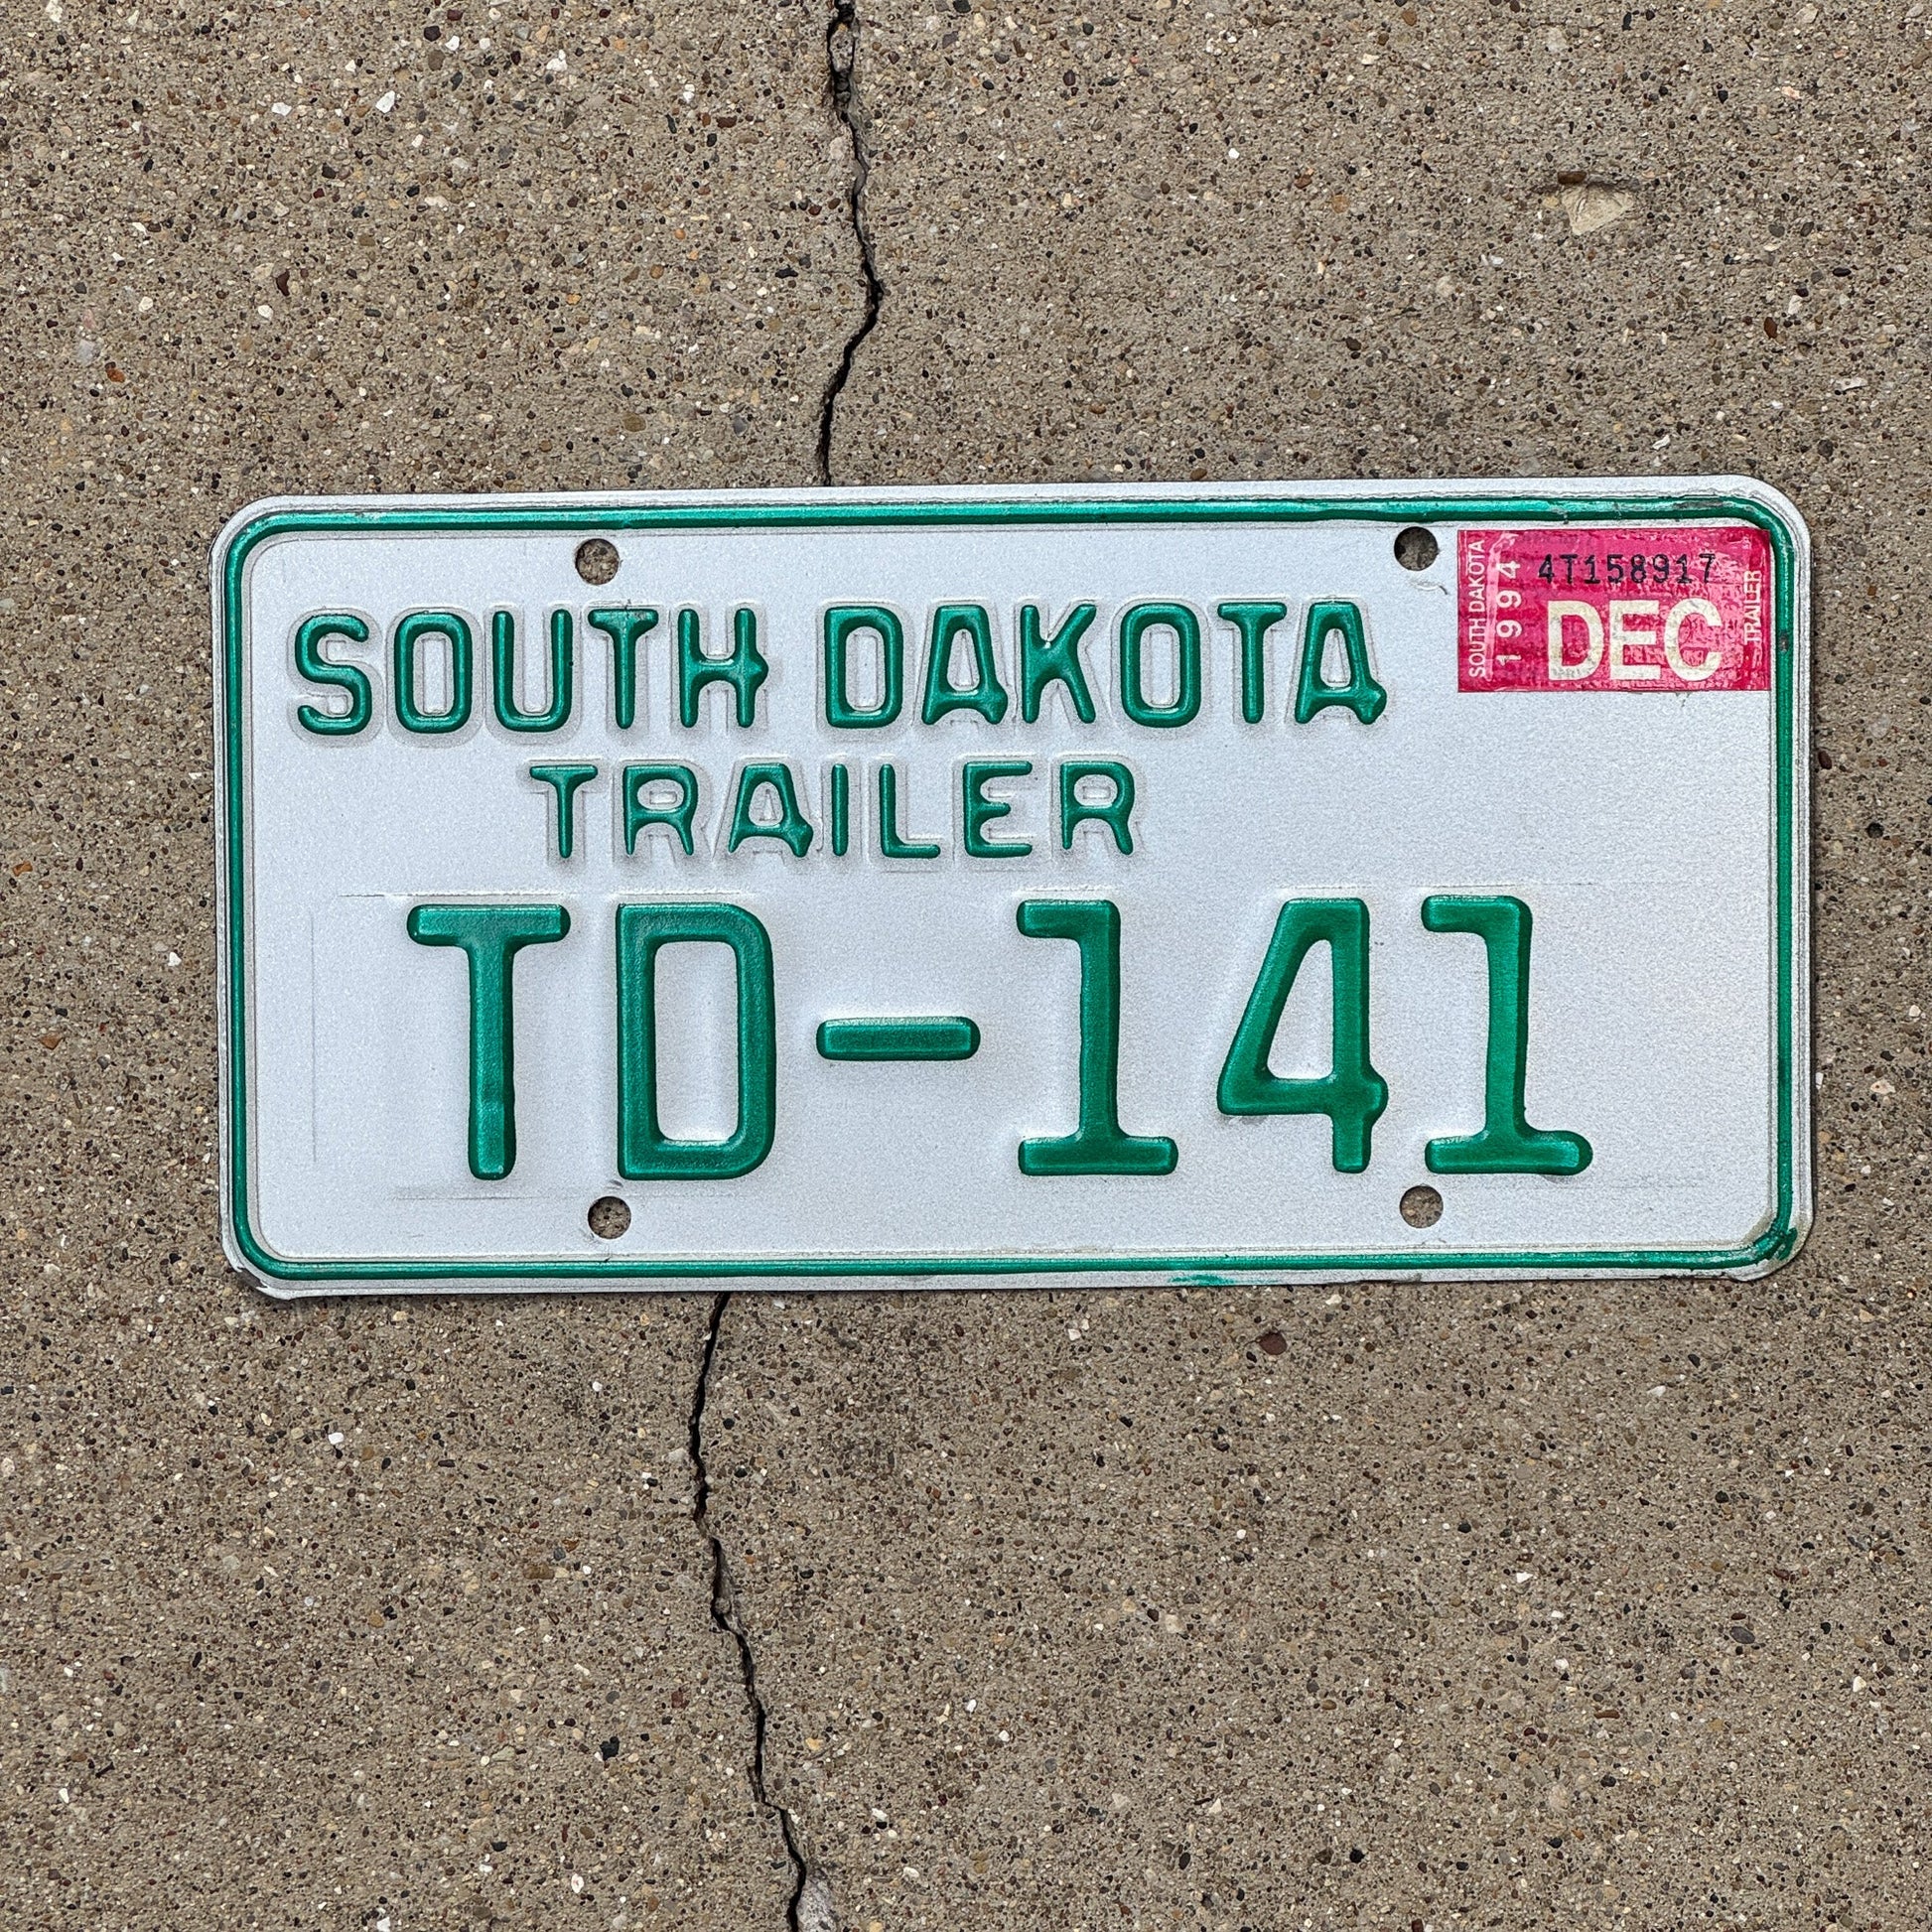 SOUTH DAKOTA
TRAILER
TD-141
SOUTH DAKOTA
1994
4T158917
DEC
TRAILER